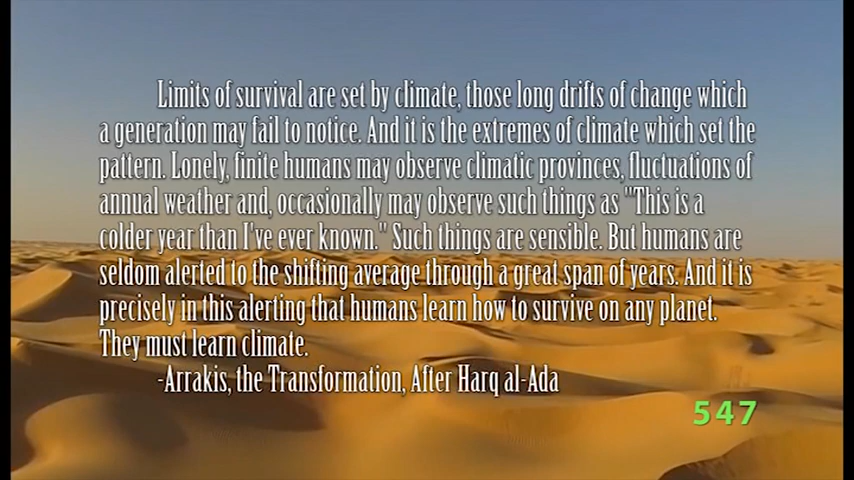 Limits of survival are set by climate, those long drifts of change which
a generation may fail to notice. And it is the extremes of climate which set the
pattern. Lonely, finite humans may observe climatic provinces, fluctuations of
annual weather and, occasionally may observe such things as "This is a
colder year than I've ever known." Such things are sensible. But humans are
seldom alerted to the shifting average through a great span of years. And it is
precisely in this alerting that humans learn how to survive on any planet.
They must learn climate.
-Arrakis, the Transformation, After Harq al-Ada
547